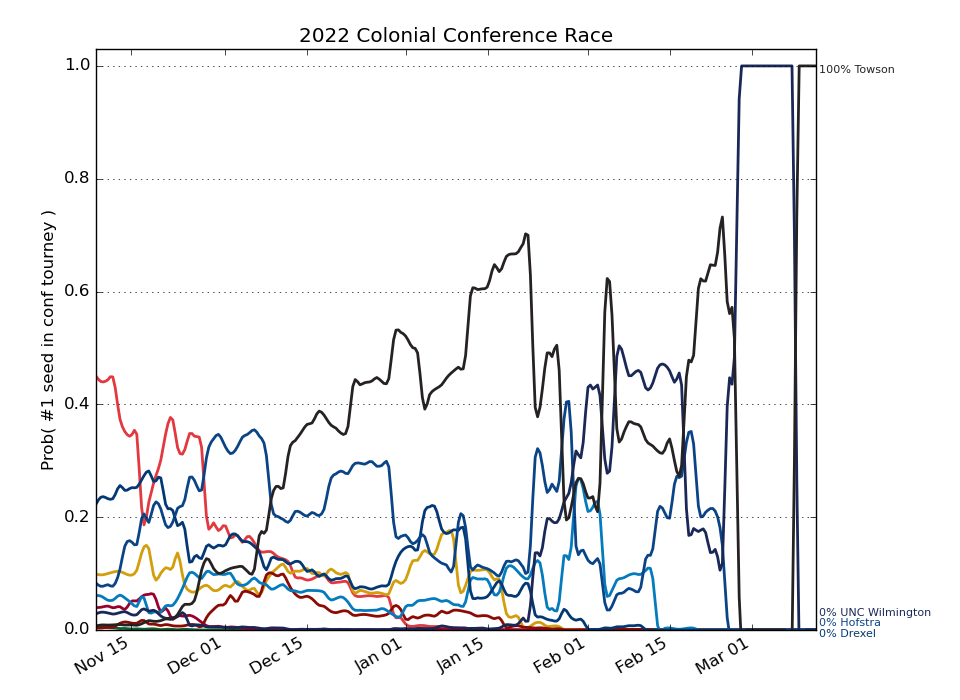 2022 Colonial Conference Race
Prob( #1 seed in conf tourney )
1.0
0.8
0.6
0.4
0.2
0.0
100% Towson
0% UNC Wilmington
0% Hofstra
0% Drexel
Nov 15
Dec 01
Dec 15
Jan 01
Jan 15
Feb 01
Feb 15
Mar 01